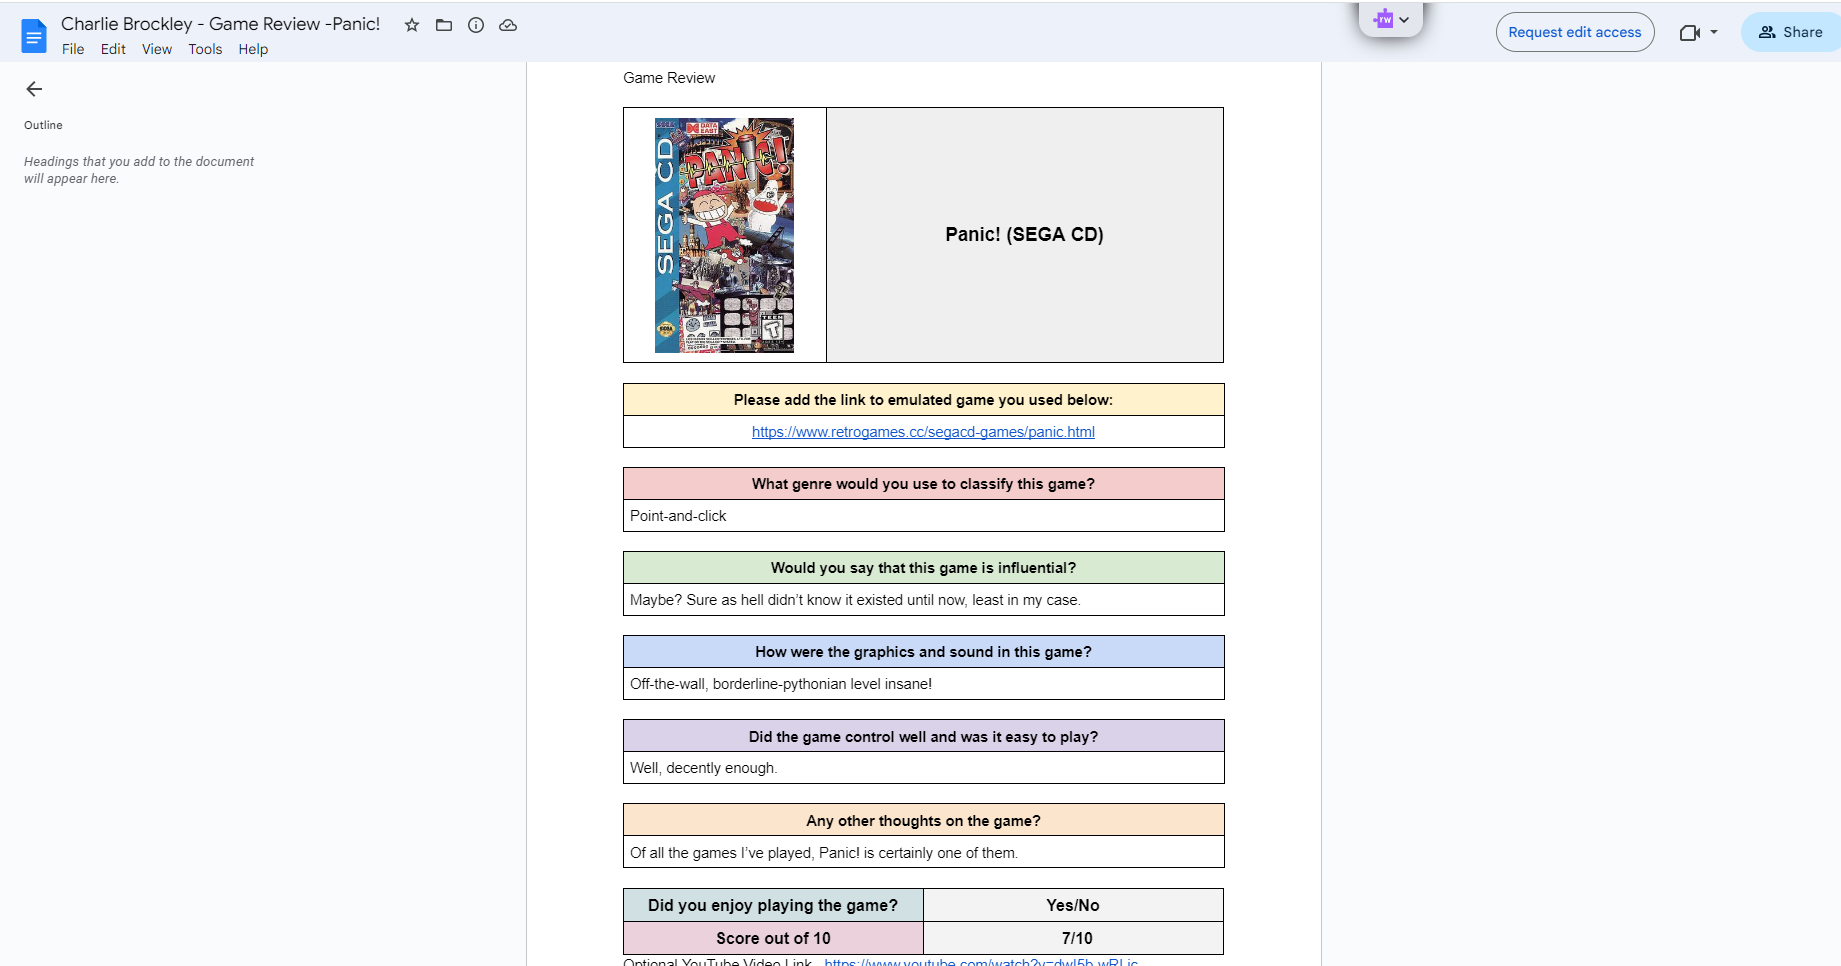 Charlie Brockley - Game Review -Panic!
File Edit View Tools Help
rw
Request edit access
Share
Outline
Headings that you add to the document
will appear here.
Game Review
SEGA CD
DATA EAST
PANIC!
TEEN
T
Panic! (SEGA CD)
Please add the link to emulated game you used below:
https://www.retrogames.cc/segacd-games/panic.html
What genre would you use to classify this game?
Point-and-click
Would you say that this game is influential?
Maybe? Sure as hell didn’t know it existed until now, least in my case.
How were the graphics and sound in this game?
Off-the-wall, borderline-pythonian level insane!
Did the game control well and was it easy to play?
Well, decently enough.
Any other thoughts on the game?
Of all the games I’ve played, Panic! is certainly one of them.
Did you enjoy playing the game? Yes/No
Score out of 10 7/10
Optional YouTube Video Link